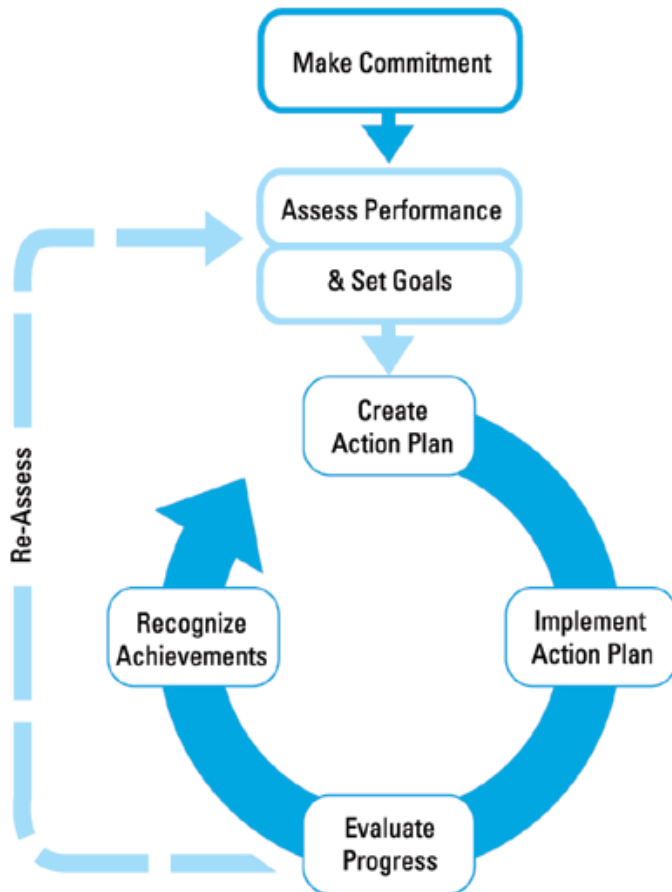 Make Commitment
Assess Performance
& Set Goals
Create
Action Plan
Re-Assess
Recognize
Achievements
Implement
Action Plan
Evaluate
Progress